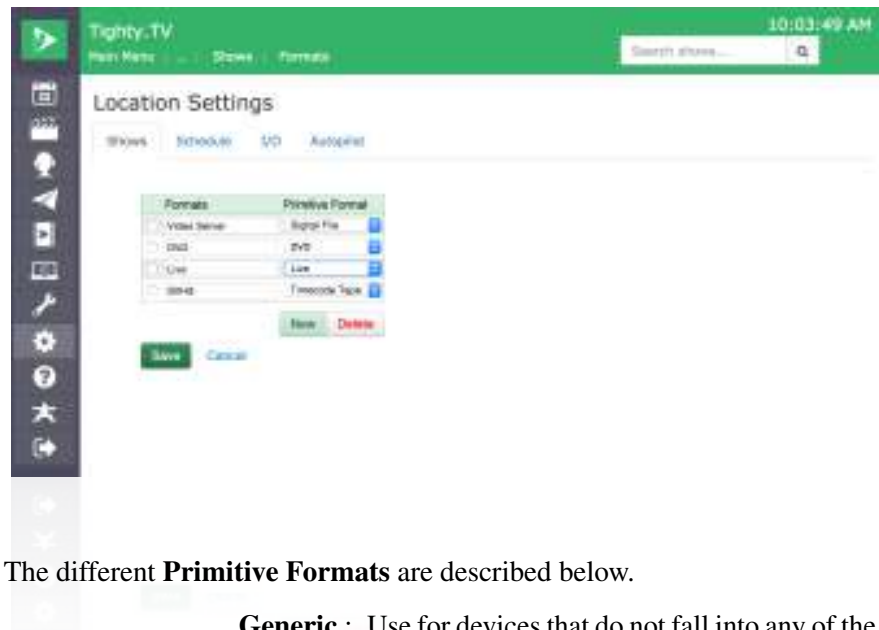 Tighty.TV
10:03:49 AM
Main Menu : ... : Shows : Formats
Search shows...
Location Settings
Shows Schedule I/O Autopilot
Formats Primitive Format
Video Server Digital File
DVD DVD
Live Live
SVHS Timecode Tape
New Delete
Save Cancel
The different Primitive Formats are described below.
Generic : Use for devices that do not fall into any of the